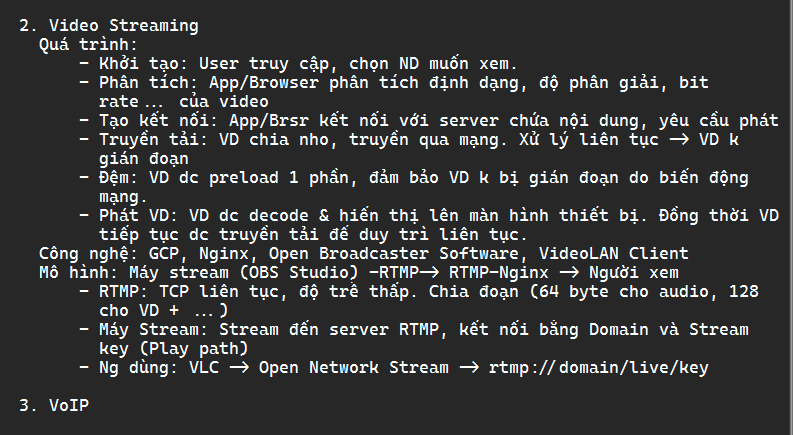 2. Video Streaming
Quá trình:
- Khởi tạo: User truy cập, chọn ND muốn xem.
- Phân tích: App/Browser phân tích định dạng, độ phân giải, bit
rate... của video
- Tạo kết nối: App/Brsr kết nối với server chứa nội dung, yêu cầu phát
- Truyền tải: VD chia nho, truyền qua mạng. Xử lý liên tục -> VD k
gián đoạn
- Đệm: VD dc preload 1 phần, đảm bảo VD k bị gián đoạn do biến động
mạng.
- Phát VD: VD dc decode & hiển thị lên màn hình thiết bị. Đồng thời VD
tiếp tục dc truyền tải để duy trì liên tục.
Công nghệ: GCP, Nginx, Open Broadcaster Software, VideoLAN Client
Mô hình: Máy stream (OBS Studio) -RTMP-> RTMP-Nginx -> Người xem
- RTMP: TCP liên tục, độ trễ thấp. Chia đoạn (64 byte cho audio, 128
cho VD + ...)
- Máy Stream: Stream đến server RTMP, kết nối bằng Domain và Stream
key (Play path)
- Ng dùng: VLC -> Open Network Stream -> rtmp://domain/live/key
3. VoIP